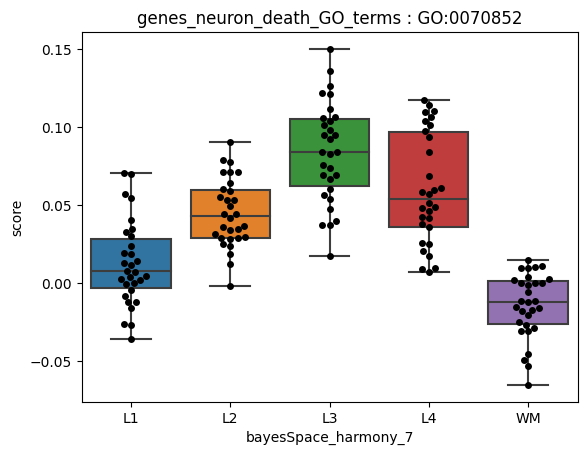 genes_neuron_death_GO_terms : GO:0070852
score
0.15
0.10
0.05
0.00
−0.05
L1 L2 L3 L4 WM
bayesSpace_harmony_7